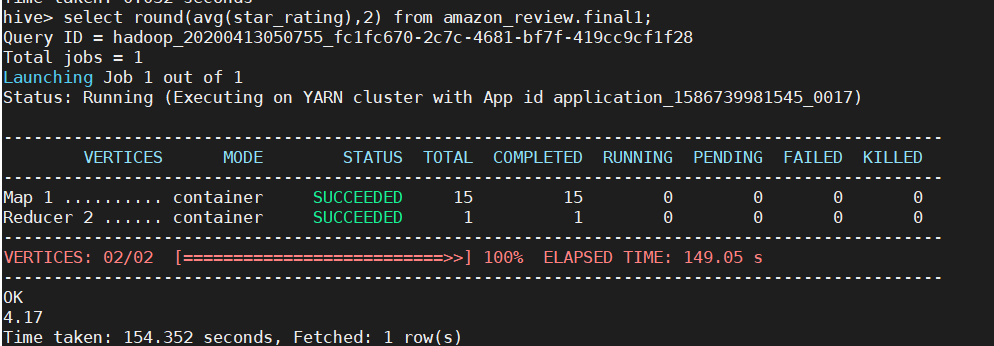 hive> select round(avg(star_rating),2) from amazon_review.final1;
Query ID = hadoop_20200413050755_fc1fc670-2c7c-4681-bf7f-419cc9cf1f28
Total jobs = 1
Launching Job 1 out of 1
Status: Running (Executing on YARN cluster with App id application_1586739981545_0017)
----------------------------------------------------------------------------------------------
        VERTICES      MODE        STATUS  TOTAL  COMPLETED  RUNNING  PENDING  FAILED  KILLED
----------------------------------------------------------------------------------------------
Map 1 .......... container     SUCCEEDED     15         15        0        0       0       0
Reducer 2 ...... container     SUCCEEDED      1          1        0        0       0       0
----------------------------------------------------------------------------------------------
VERTICES: 02/02  [==========================>>] 100%  ELAPSED TIME: 149.05 s
----------------------------------------------------------------------------------------------
OK
4.17
Time taken: 154.352 seconds, Fetched: 1 row(s)